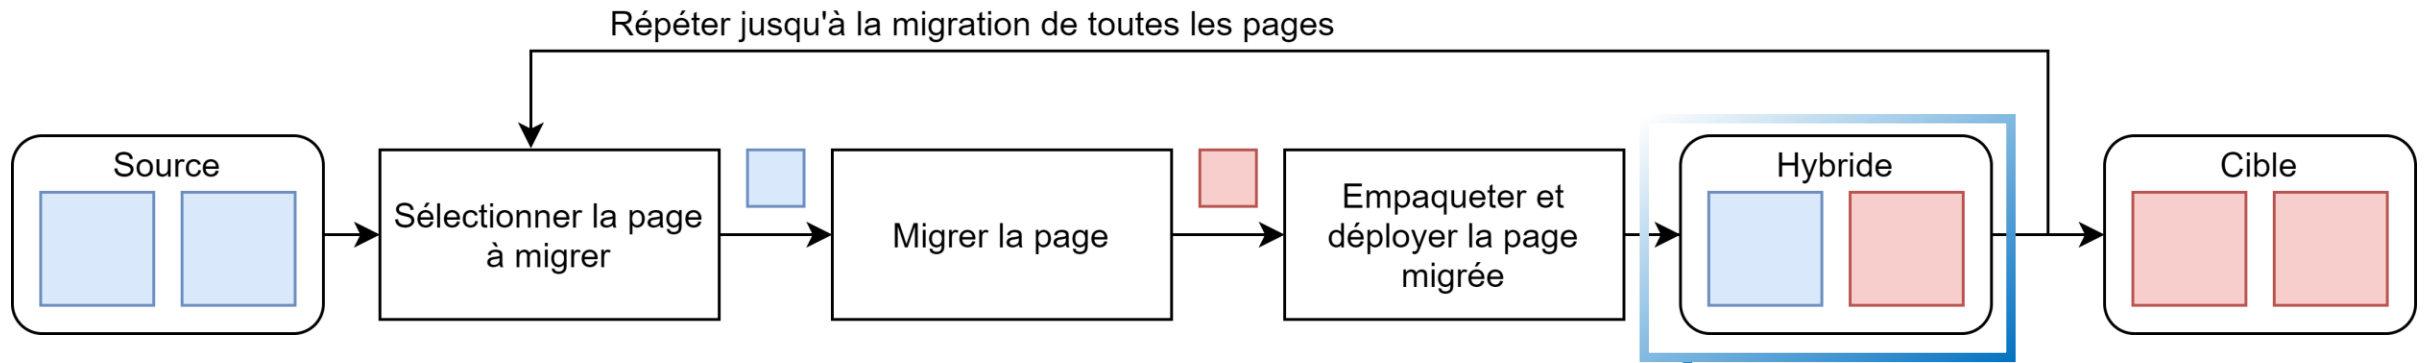 Répéter jusqu'à la migration de toutes les pages
Source
Sélectionner la page
à migrer
Migrer la page
Empaqueter et
déployer la page
migrée
Hybride
Cible